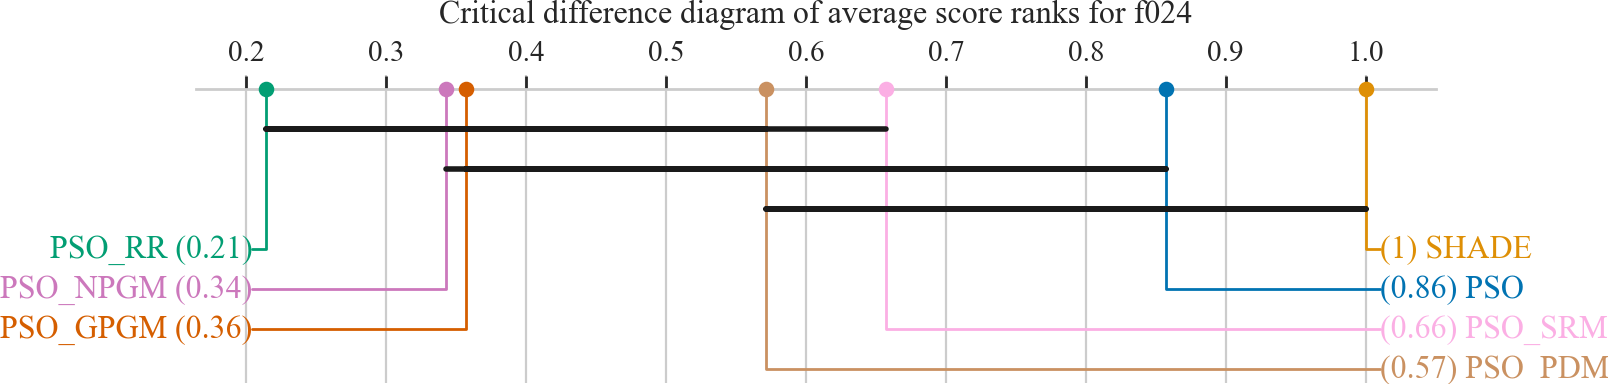 Critical difference diagram of average score ranks for f024
0.2 0.3 0.4 0.5 0.6 0.7 0.8 0.9 1.0
PSO_RR (0.21)
PSO_NPGM (0.34)
PSO_GPGM (0.36)
(1) SHADE
(0.86) PSO
(0.66) PSO_SRM
(0.57) PSO_PDM